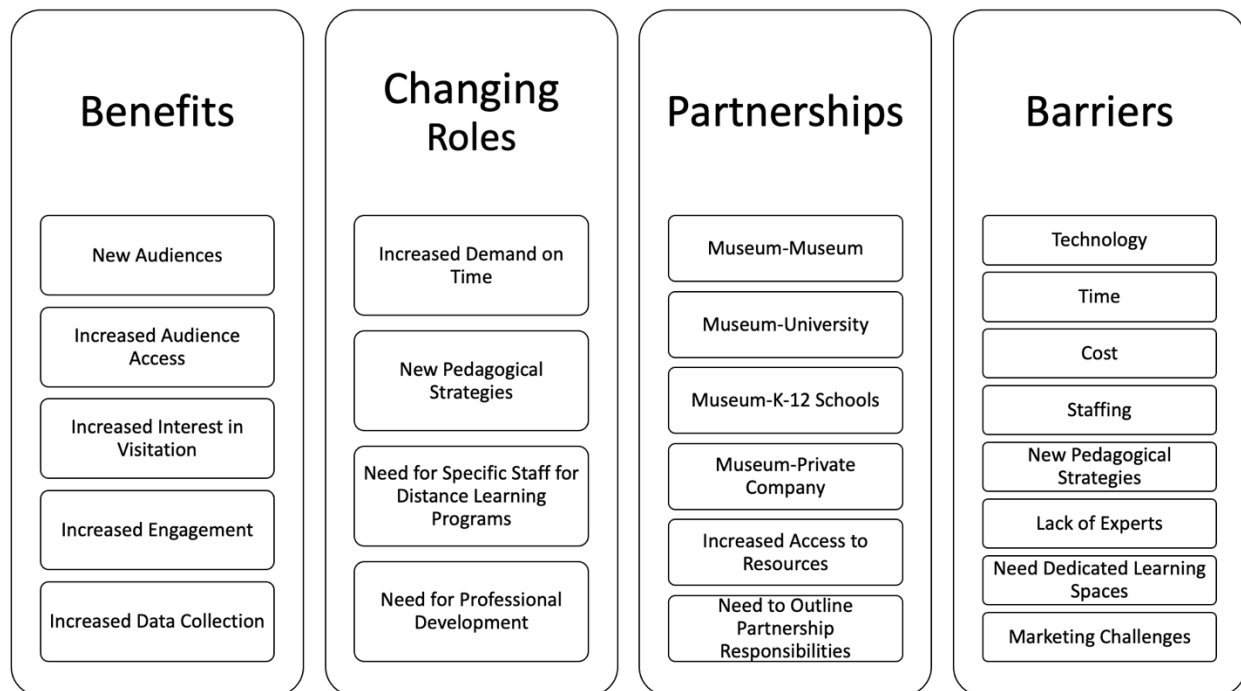 Benefits
New Audiences
Increased Audience
Access
Increased Interest in
Visitation
Increased Engagement
Increased Data Collection
Changing
Roles
Increased Demand on
Time
New Pedagogical
Strategies
Need for Specific Staff for
Distance Learning
Programs
Need for Professional
Development
Partnerships
Museum-Museum
Museum-University
Museum-K-12 Schools
Museum-Private
Company
Increased Access to
Resources
Need to Outline
Partnership
Responsibilities
Barriers
Technology
Time
Cost
Staffing
New Pedagogical
Strategies
Lack of Experts
Need Dedicated Learning
Spaces
Marketing Challenges